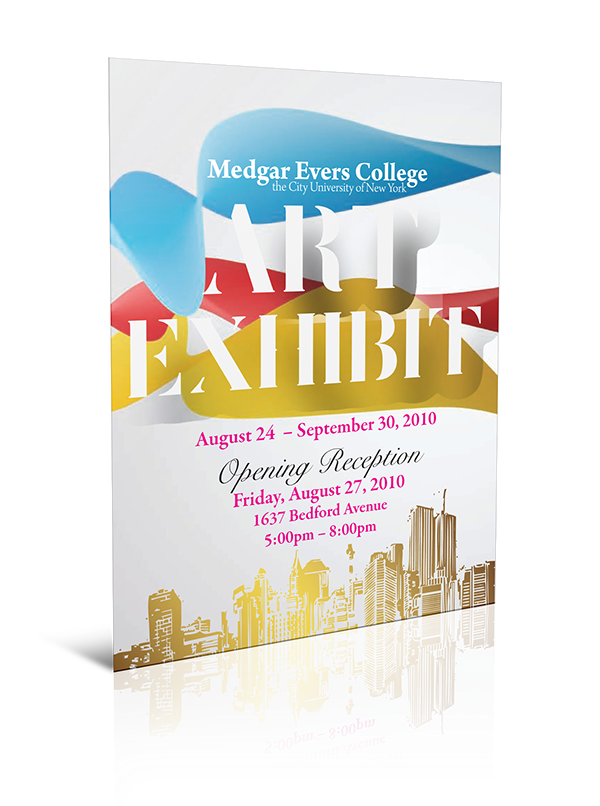 Medgar Evers College
the City University of New York
ART
EXHIBIT
August 24 – September 30, 2010
Opening Reception
Friday, August 27, 2010
1637 Bedford Avenue
5:00pm – 8:00pm